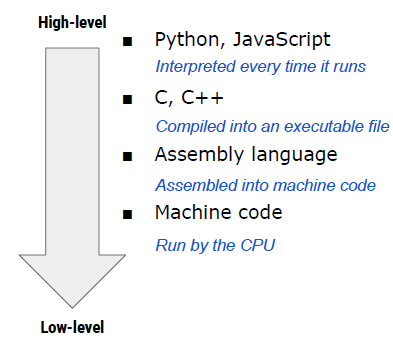 High-level
■ Python, JavaScript
Interpreted every time it runs
■ C, C++
Compiled into an executable file
■ Assembly language
Assembled into machine code
■ Machine code
Run by the CPU
Low-level